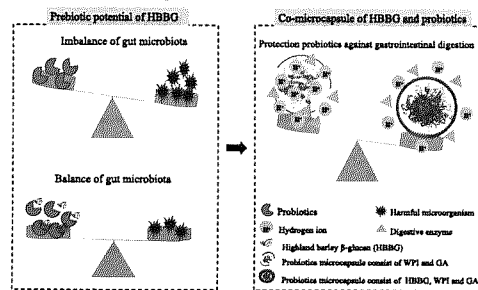 Prebiotic potential of HBBG
Imbalance of gut microbiota
Balance of gut microbiota
Co-microcapsule of HBBG and probiotics
Protection probiotics against gastrointestinal digestion
Probiotics
Harmful microorganism
Hydrogen ion
Digestive enzyme
Highland barley β-glucan (HBBG)
Probiotics microcapsule consist of WPI and GA
Probiotics microcapsule consist of HBBG, WPI and GA